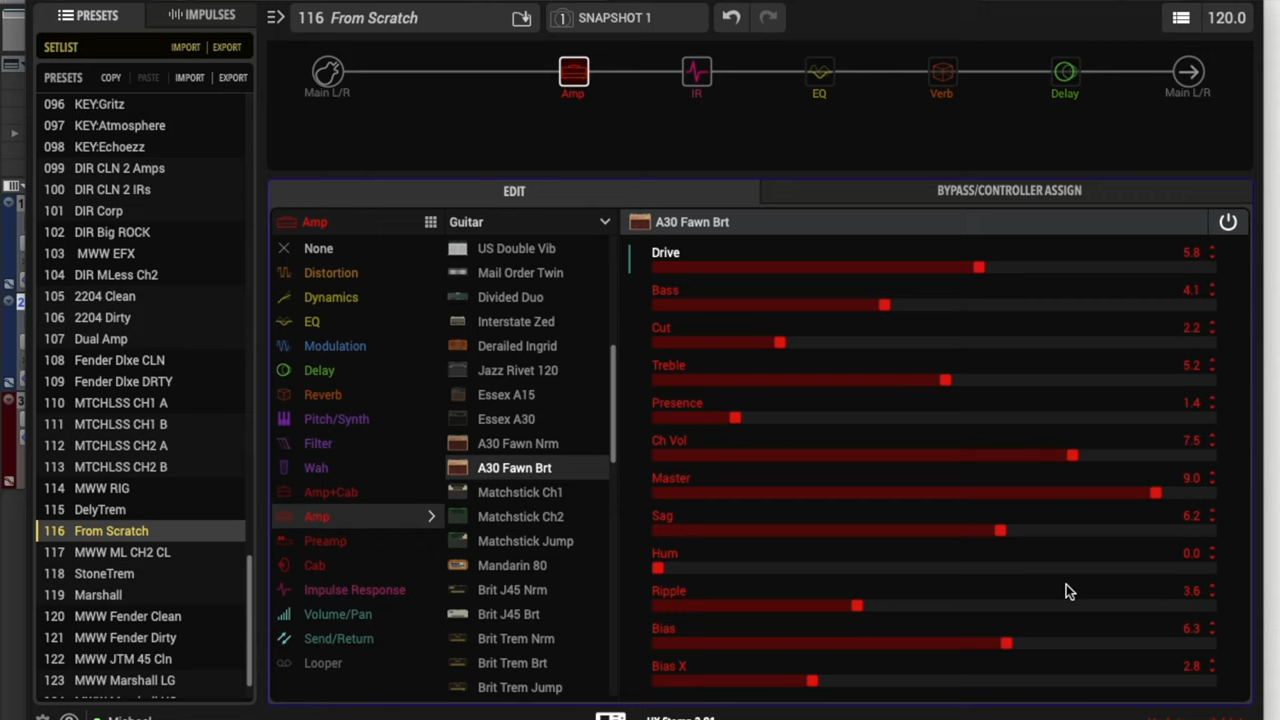 PRESETS
IMPULSES
116 From Scratch
1 SNAPSHOT 1
120.0
SETLIST IMPORT | EXPORT
PRESETS COPY PASTE IMPORT | EXPORT
Main L/R
Amp
IR
EQ
Verb
Delay
Main L/R
096 KEY:Gritz
097 KEY:Atmosphere
098 KEY:Echoezz
099 DIR CLN 2 Amps
100 DIR CLN 2 IRs
101 DIR Corp
102 DIR Big ROCK
103 MWW EFX
104 DIR MLess Ch2
105 2204 Clean
106 2204 Dirty
107 Dual Amp
108 Fender Dlxe CLN
109 Fender Dlxe DRTY
110 MTCHLSS CH1 A
111 MTCHLSS CH1 B
112 MTCHLSS CH2 A
113 MTCHLSS CH2 B
114 MWW RIG
115 DelyTrem
116 From Scratch
117 MWW ML CH2 CL
118 StoneTrem
119 Marshall
120 MWW Fender Clean
121 MWW Fender Dirty
122 MWW JTM 45 Cln
123 MWW Marshall LG
EDIT
BYPASS/CONTROLLER ASSIGN
Amp
Guitar
None
Distortion
Dynamics
EQ
Modulation
Delay
Reverb
Pitch/Synth
Filter
Wah
Amp+Cab
Amp
Preamp
Cab
Impulse Response
Volume/Pan
Send/Return
Looper
US Double Vib
Mail Order Twin
Divided Duo
Interstate Zed
Derailed Ingrid
Jazz Rivet 120
Essex A15
Essex A30
A30 Fawn Nrm
A30 Fawn Brt
Matchstick Ch1
Matchstick Ch2
Matchstick Jump
Mandarin 80
Brit J45 Nrm
Brit J45 Brt
Brit Trem Nrm
Brit Trem Brt
Brit Trem Jump
A30 Fawn Brt
Drive 5.8
Bass 4.1
Cut 2.2
Treble 5.2
Presence 1.4
Ch Vol 7.5
Master 9.0
Sag 6.2
Hum 0.0
Ripple 3.6
Bias 6.3
Bias X 2.8
1
2
3